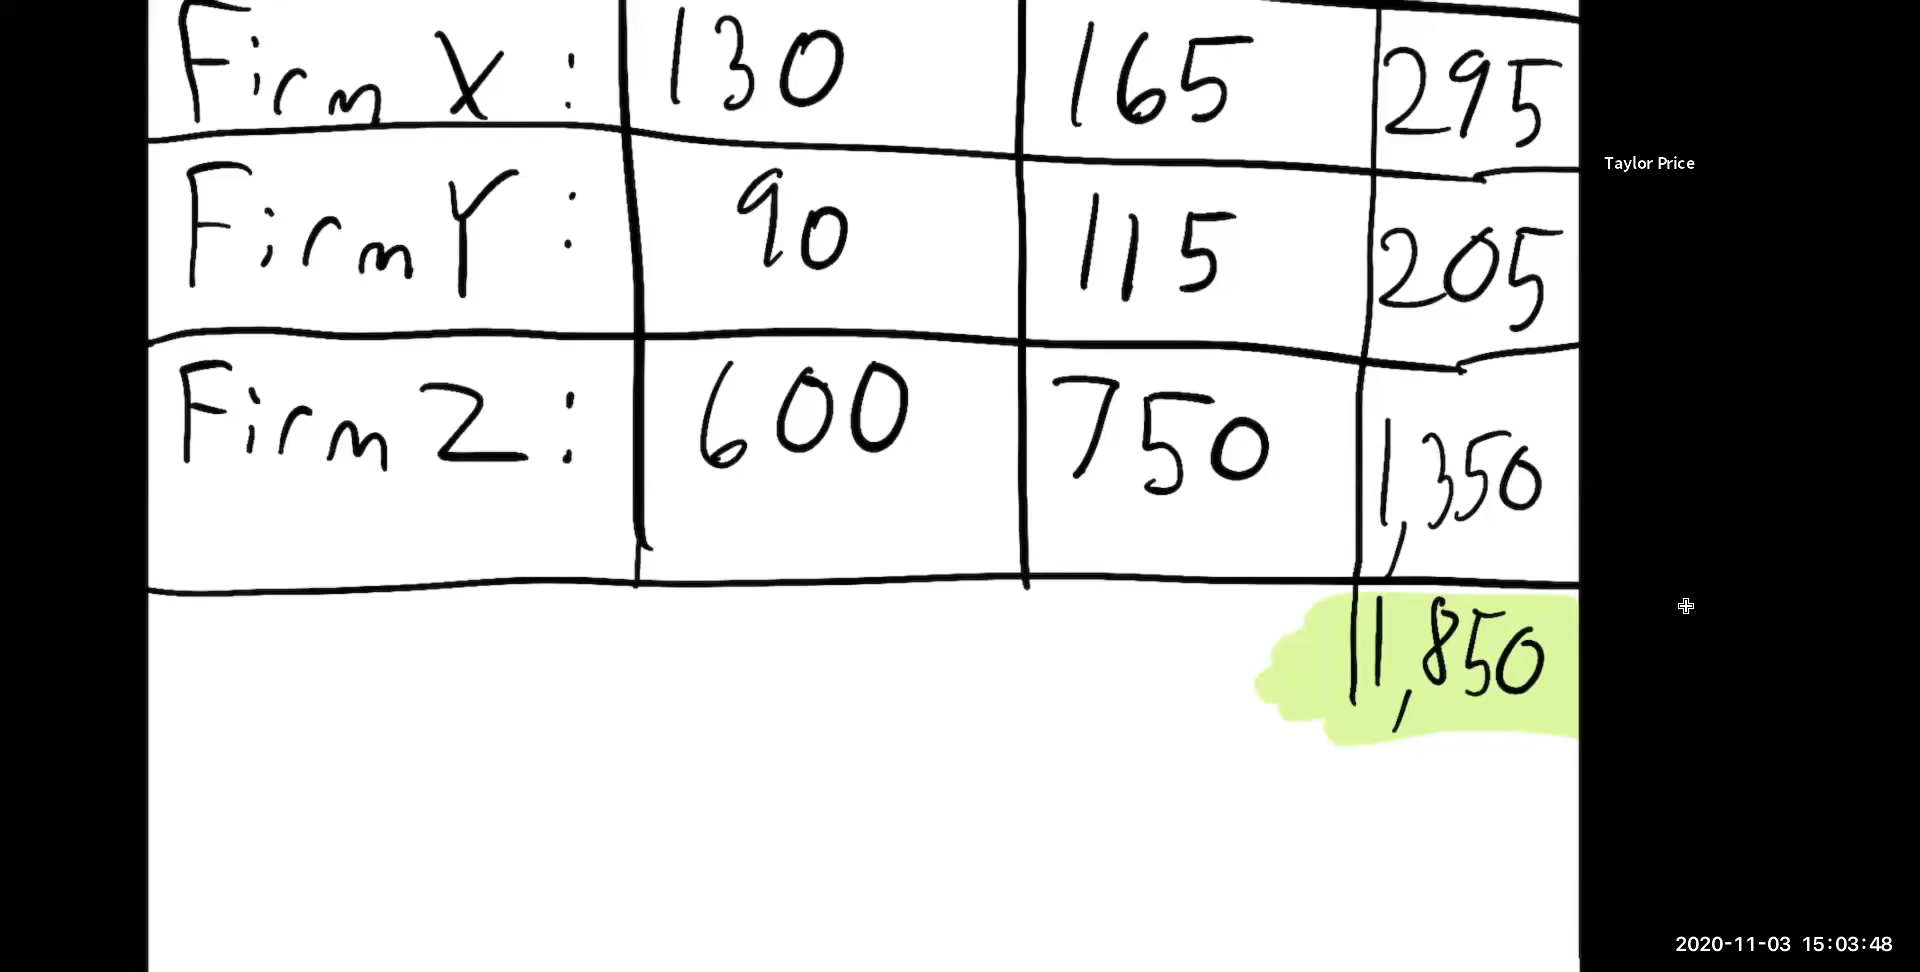 Firm X: 130 165 295
Taylor Price
Firm Y: 90 115 205
Firm Z: 600 750 1,350
1,850
2020-11-03 15:03:48